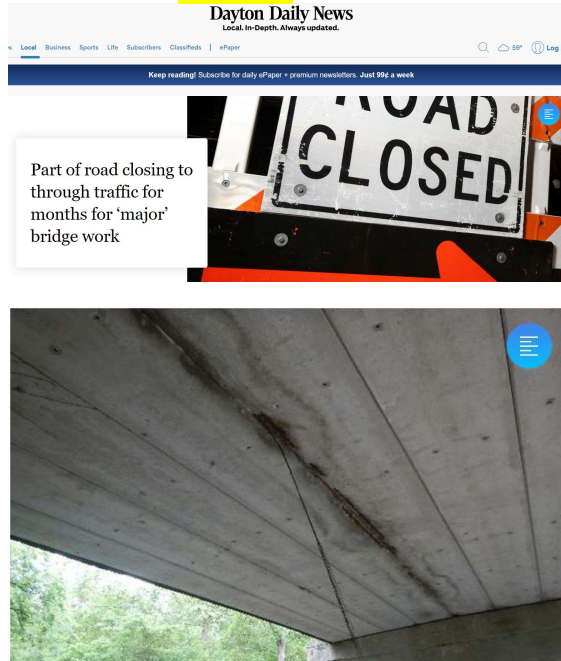 Dayton Daily News
Local. In-Depth. Always updated.
Local Business Sports Life Subscribers Classifieds | ePaper
59° Log
Keep reading! Subscribe for daily ePaper + premium newsletters. Just 99¢ a week
ROAD
CLOSED
Part of road closing to
through traffic for
months for ‘major’
bridge work